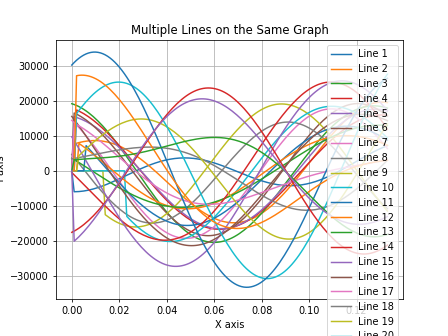 Multiple Lines on the Same Graph
30000
20000
10000
0
−10000
−20000
−30000
0.00
0.02
0.04
0.06
0.08
0.10
X axis
Line 1
Line 2
Line 3
Line 4
Line 5
Line 6
Line 7
Line 8
Line 9
Line 10
Line 11
Line 12
Line 13
Line 14
Line 15
Line 16
Line 17
Line 18
Line 19
Line 20